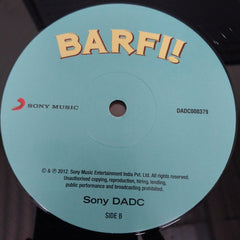 BARFI!
SONY MUSIC
DADC008379
℗ & © 2012. Sony Music Entertainment India Pvt. Ltd. All rights reserved.
Unauthorised copying, reproduction, hiring, lending,
public performance and broadcasting prohibited.
Sony DADC
SIDE B